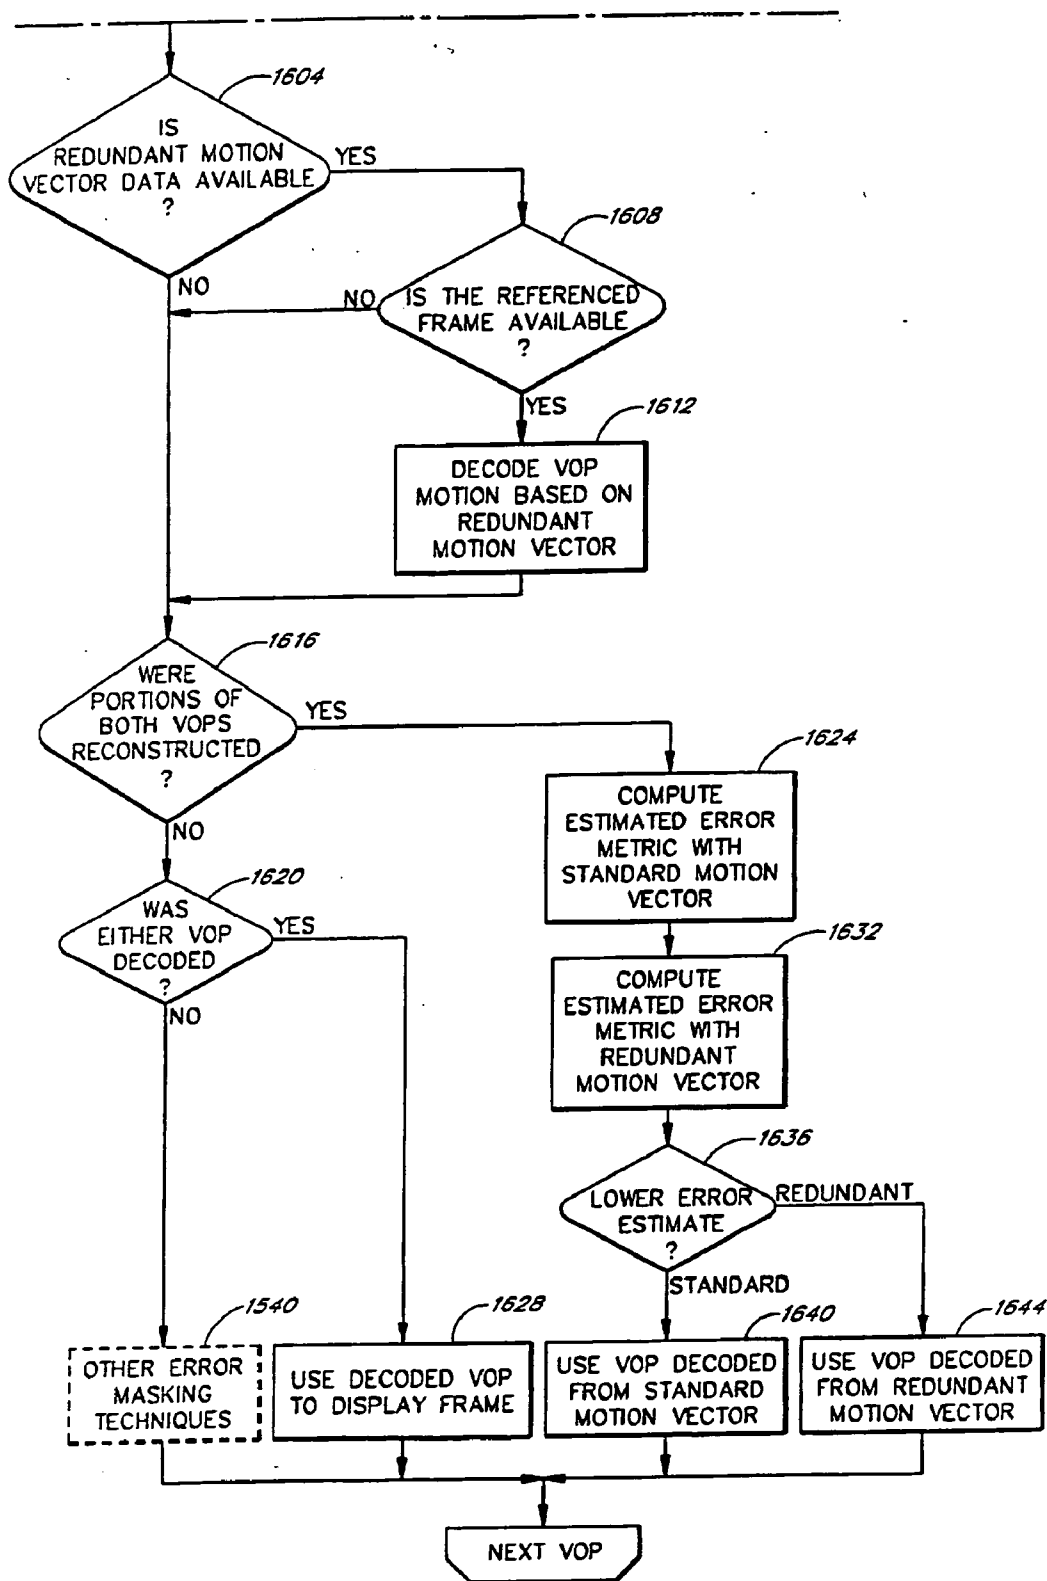 1604
IS
REDUNDANT MOTION
VECTOR DATA AVAILABLE
?
YES
NO
1608
IS THE REFERENCED
FRAME AVAILABLE
?
NO
YES
1612
DECODE VOP
MOTION BASED ON
REDUNDANT
MOTION VECTOR
1616
WERE
PORTIONS OF
BOTH VOPS
RECONSTRUCTED
?
YES
NO
1624
COMPUTE
ESTIMATED ERROR
METRIC WITH
STANDARD MOTION
VECTOR
1620
WAS
EITHER VOP
DECODED
?
YES
NO
1632
COMPUTE
ESTIMATED ERROR
METRIC WITH
REDUNDANT
MOTION VECTOR
1636
LOWER ERROR
ESTIMATE
?
REDUNDANT
STANDARD
1540
OTHER ERROR
MASKING
TECHNIQUES
1628
USE DECODED VOP
TO DISPLAY FRAME
1640
USE VOP DECODED
FROM STANDARD
MOTION VECTOR
1644
USE VOP DECODED
FROM REDUNDANT
MOTION VECTOR
NEXT VOP